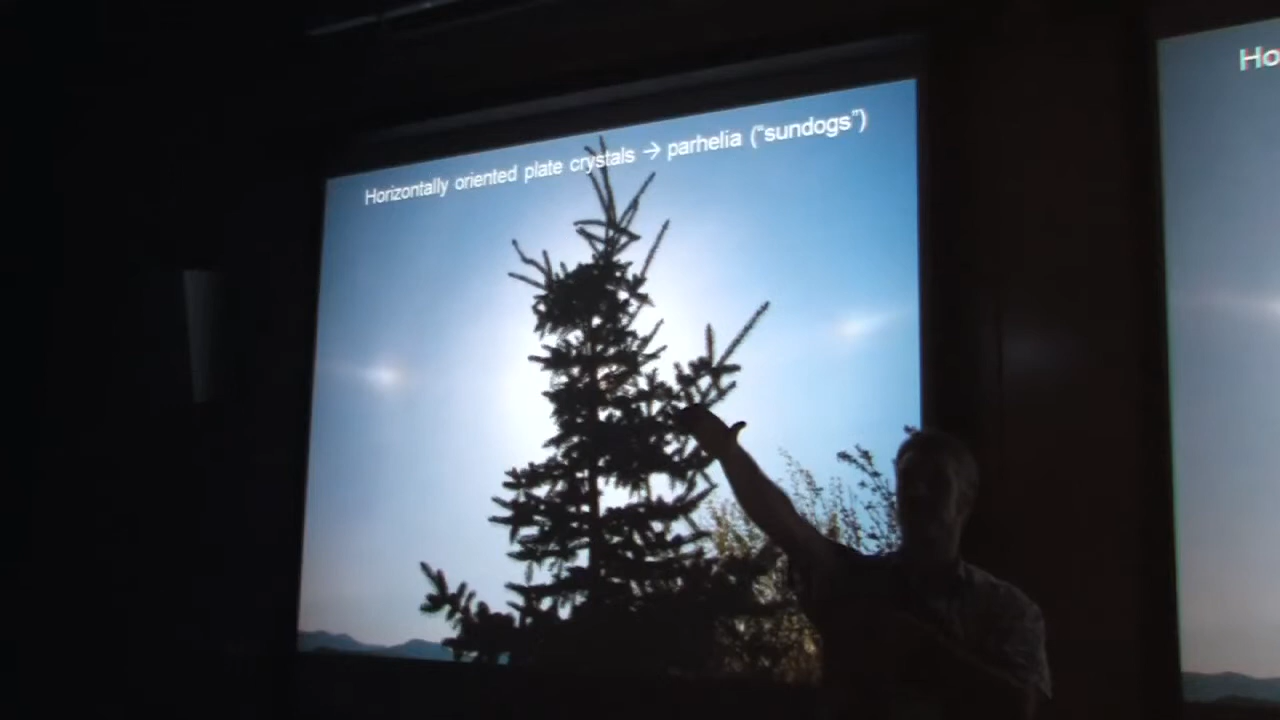 Horizontally oriented plate crystals → parhelia (“sundogs”)
Ho